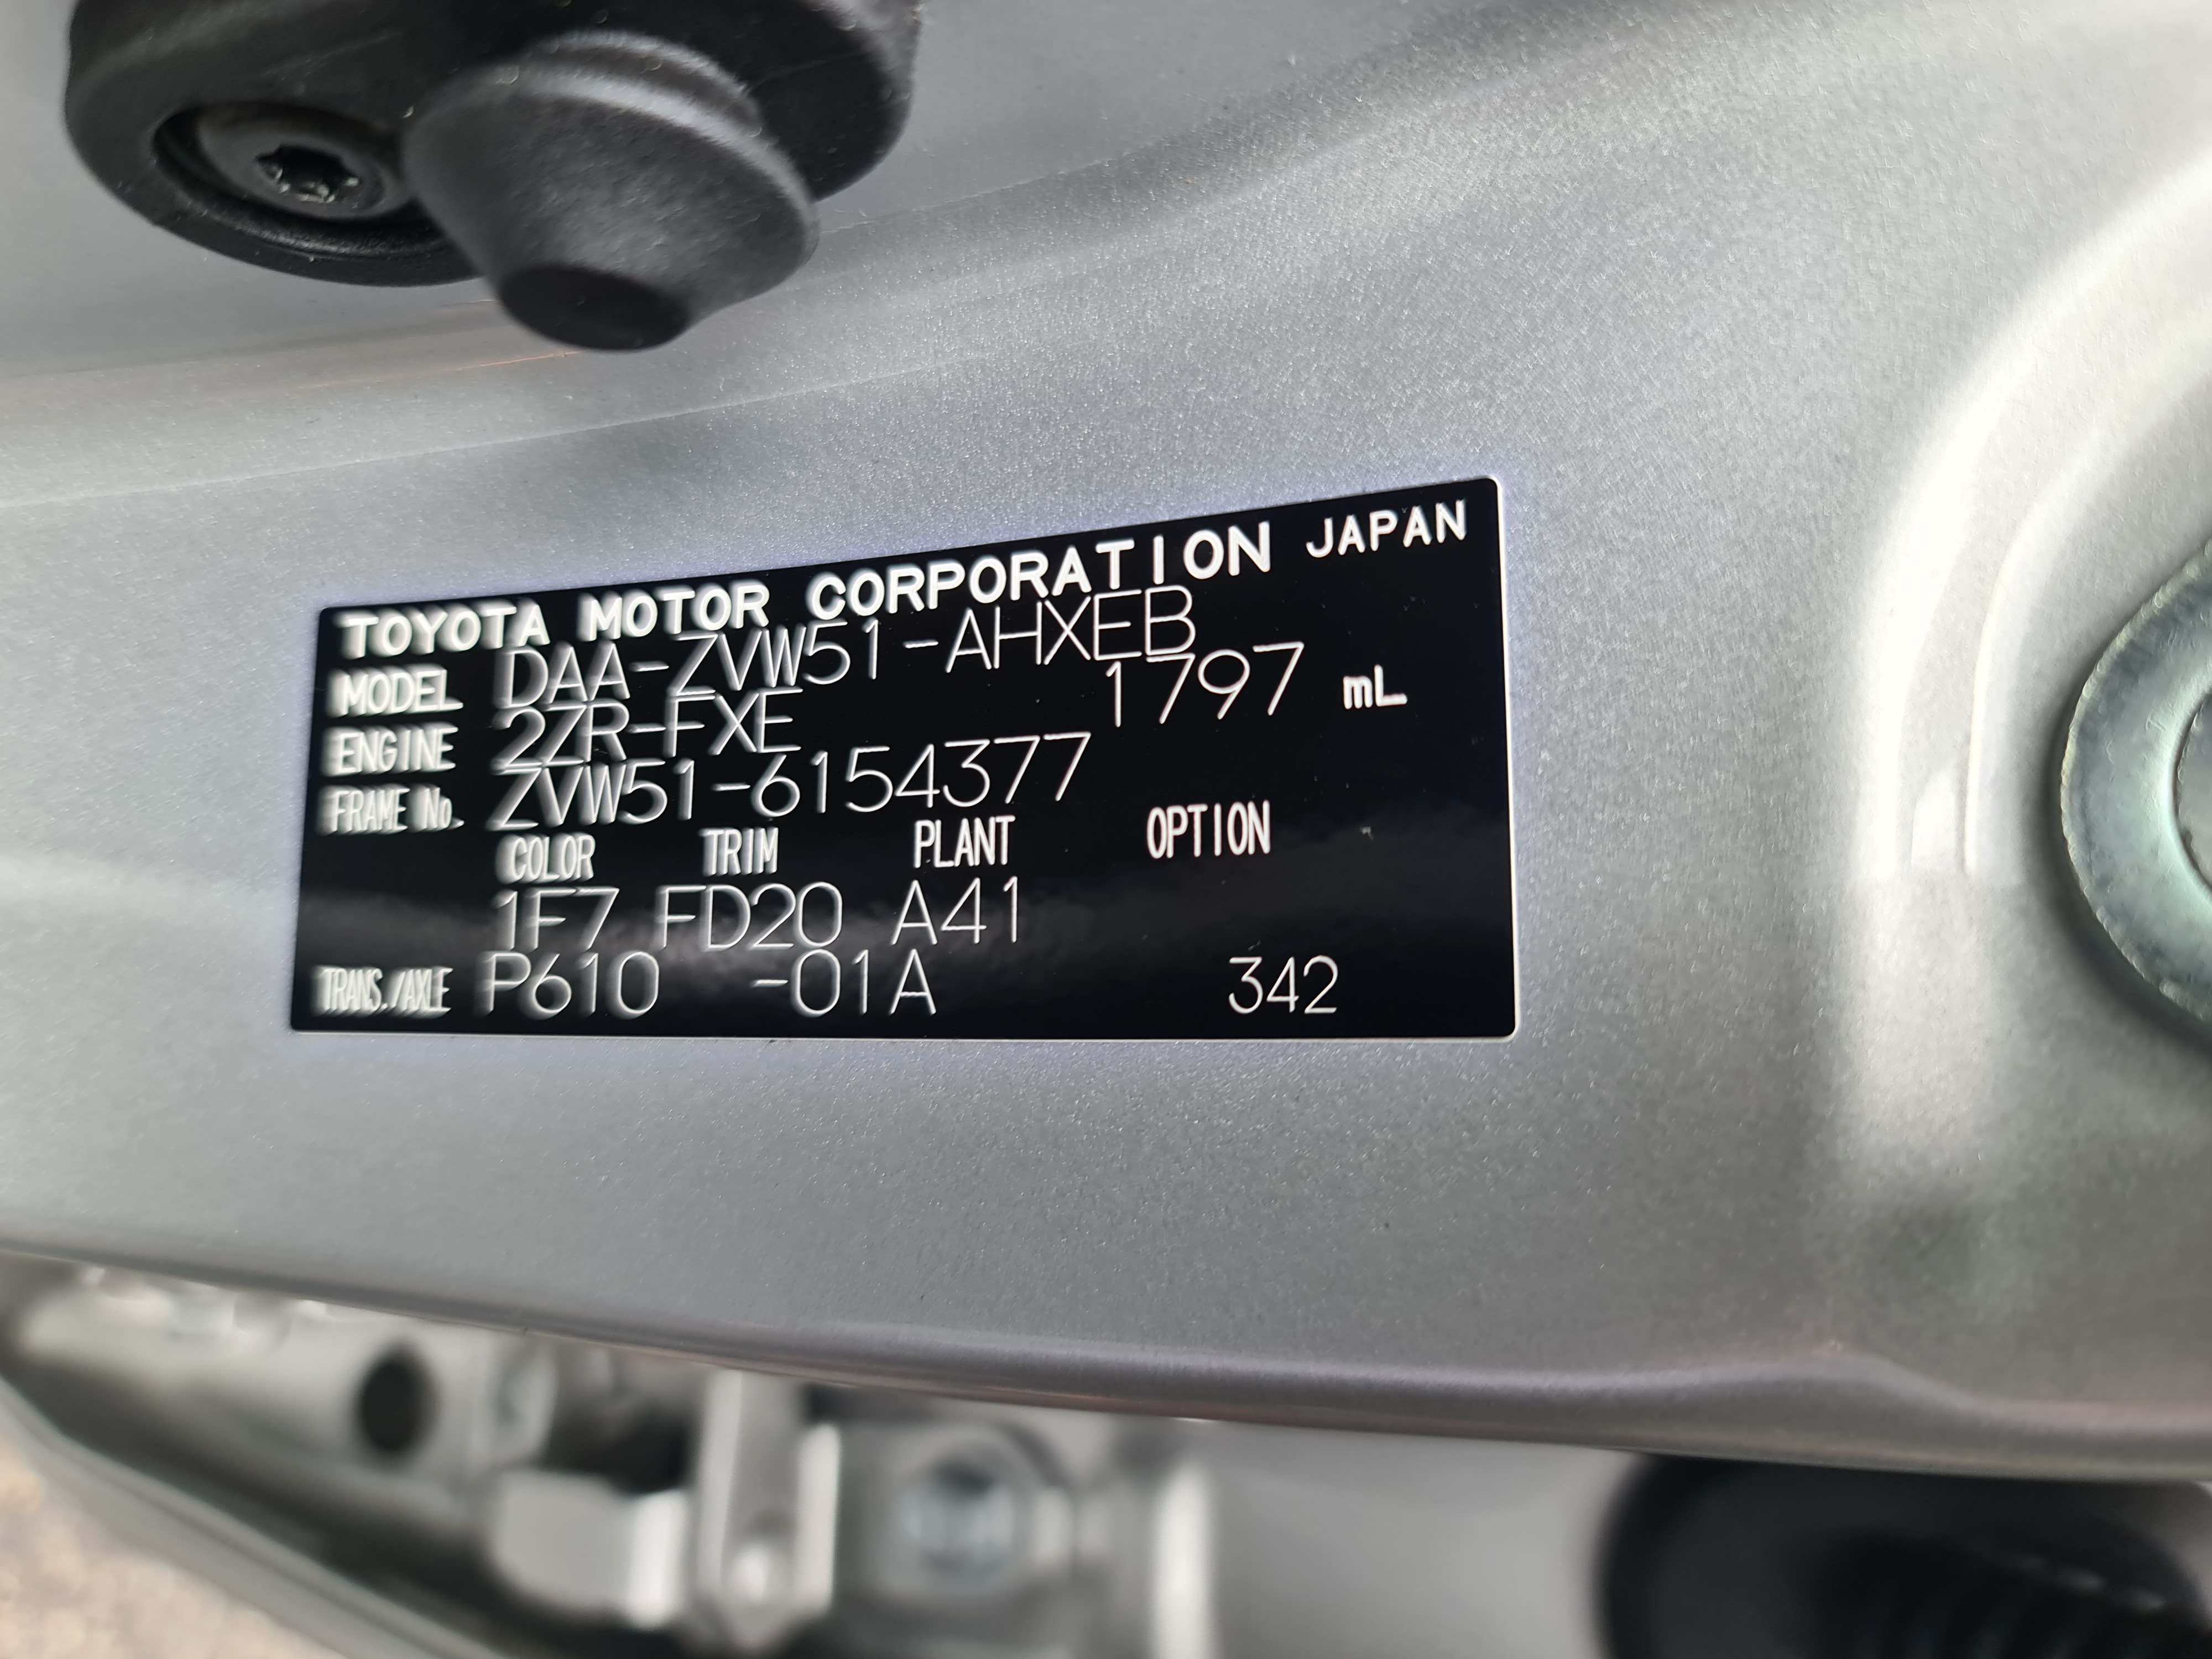 TOYOTA MOTOR CORPORATION JAPAN
MODEL DAA-ZVW51-AHXEB
ENGINE 2ZR-FXE 1797 mL
FRAME No. ZVW51-6154377
COLOR TRIM PLANT OPTION
1F7 FD20 A41
TRANS./AXLE P610 -01A 342